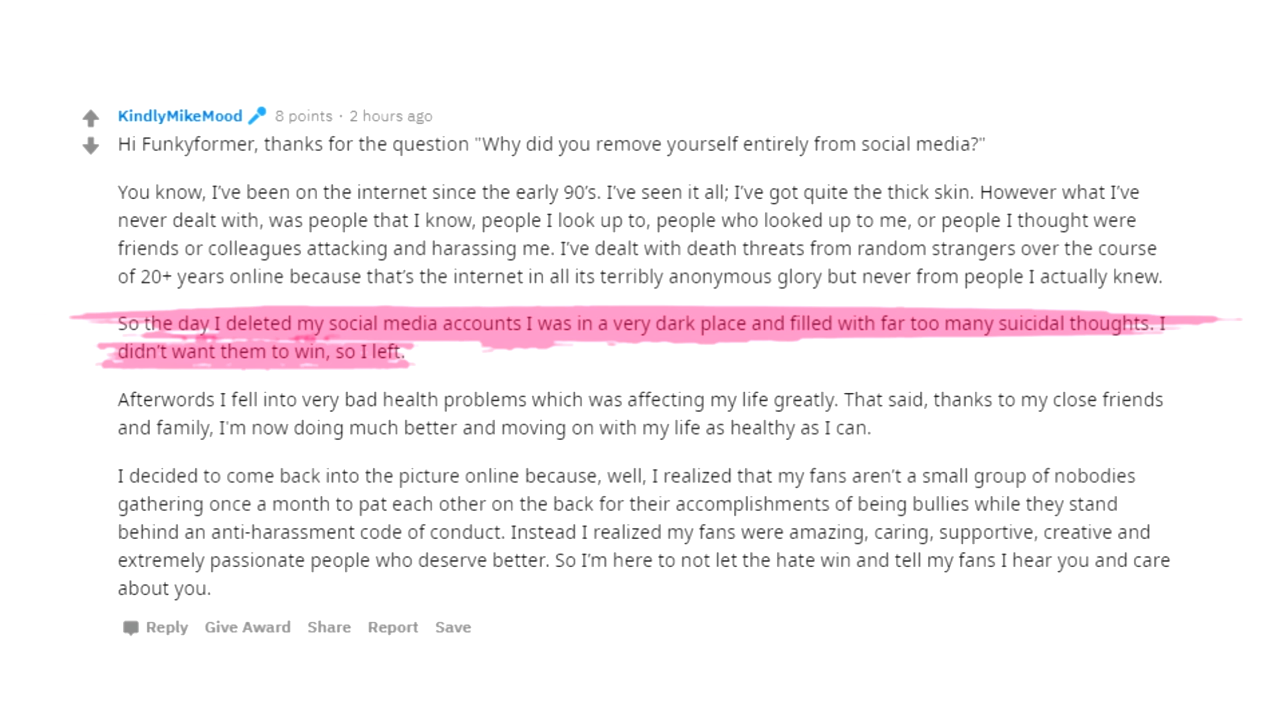 KindlyMikeMood 8 points · 2 hours ago
Hi Funkyformer, thanks for the question "Why did you remove yourself entirely from social media?"
You know, I've been on the internet since the early 90's. I've seen it all; I've got quite the thick skin. However what I've
never dealt with, was people that I know, people I look up to, people who looked up to me, or people I thought were
friends or colleagues attacking and harassing me. I've dealt with death threats from random strangers over the course
of 20+ years online because that's the internet in all its terribly anonymous glory but never from people I actually knew.
So the day I deleted my social media accounts I was in a very dark place and filled with far too many suicidal thoughts. I
didn't want them to win, so I left.
Afterwords I fell into very bad health problems which was affecting my life greatly. That said, thanks to my close friends
and family, I'm now doing much better and moving on with my life as healthy as I can.
I decided to come back into the picture online because, well, I realized that my fans aren't a small group of nobodies
gathering once a month to pat each other on the back for their accomplishments of being bullies while they stand
behind an anti-harassment code of conduct. Instead I realized my fans were amazing, caring, supportive, creative and
extremely passionate people who deserve better. So I'm here to not let the hate win and tell my fans I hear you and care
about you.
Reply Give Award Share Report Save